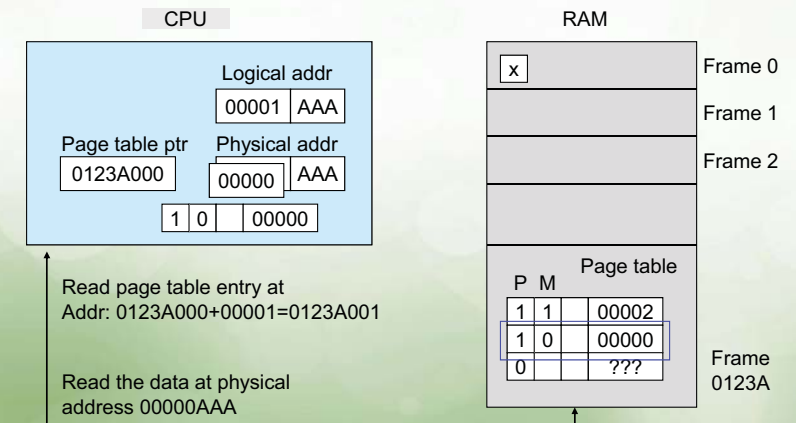 CPU
Logical addr
00001 AAA
Page table ptr Physical addr
0123A000 00000 AAA
1 0 00000
Read page table entry at
Addr: 0123A000+00001=0123A001
Read the data at physical
address 00000AAA
RAM
x Frame 0
Frame 1
Frame 2
Page table
P M
1 1 00002
1 0 00000
0 ???
Frame
0123A